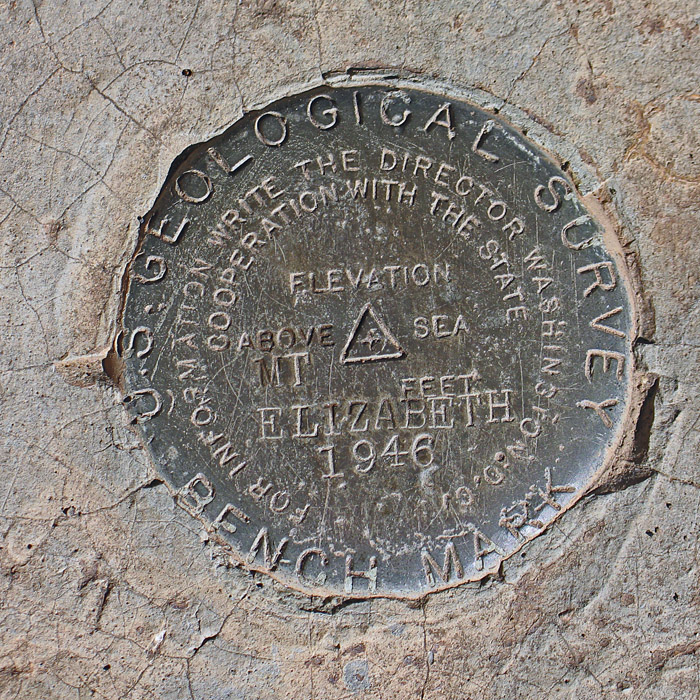 U.S. GEOLOGICAL SURVEY
FOR INFORMATION WRITE THE DIRECTOR WASHINGTON, D.C.
COOPERATION WITH THE STATE
ELEVATION
ABOVE SEA
MT
FEET
ELIZABETH
1946
BENCH MARK